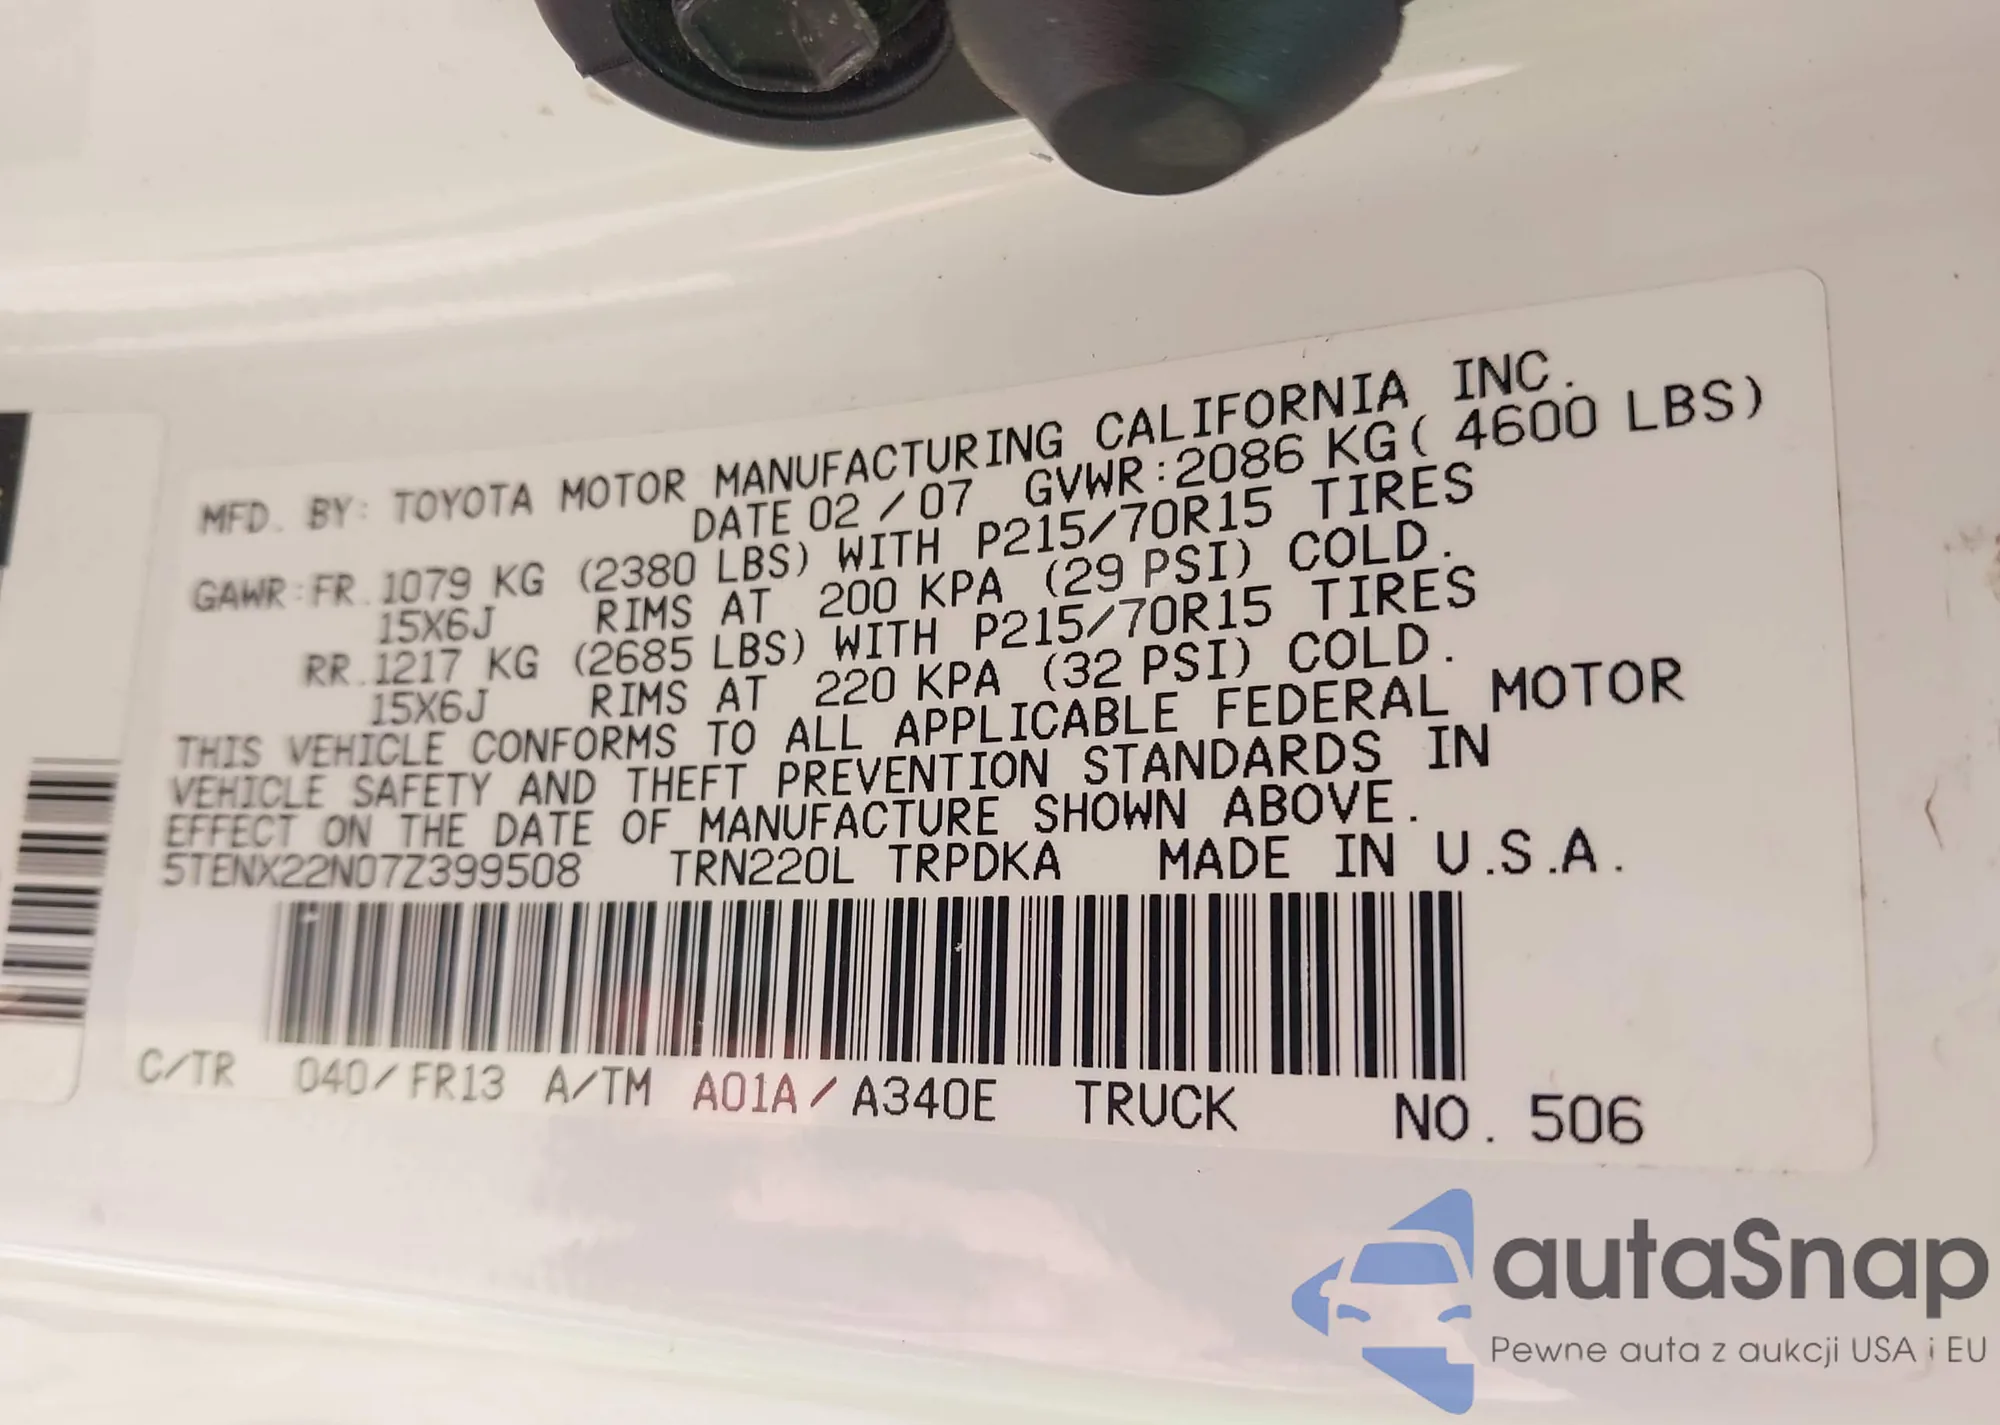 MFD. BY: TOYOTA MOTOR MANUFACTURING CALIFORNIA INC.
DATE 02 / 07 GVWR:2086 KG( 4600 LBS)
GAWR:FR.1079 KG (2380 LBS) WITH P215/70R15 TIRES
15X6J RIMS AT 200 KPA (29 PSI) COLD.
RR.1217 KG (2685 LBS) WITH P215/70R15 TIRES
15X6J RIMS AT 220 KPA (32 PSI) COLD.
THIS VEHICLE CONFORMS TO ALL APPLICABLE FEDERAL MOTOR
VEHICLE SAFETY AND THEFT PREVENTION STANDARDS IN
EFFECT ON THE DATE OF MANUFACTURE SHOWN ABOVE.
5TENX22N07Z399508 TRN220L TRPDKA MADE IN U.S.A.
C/TR 040/FR13 A/TM A01A/A340E TRUCK NO. 506
autaSnap
Pewne auta z aukcji USA i EU